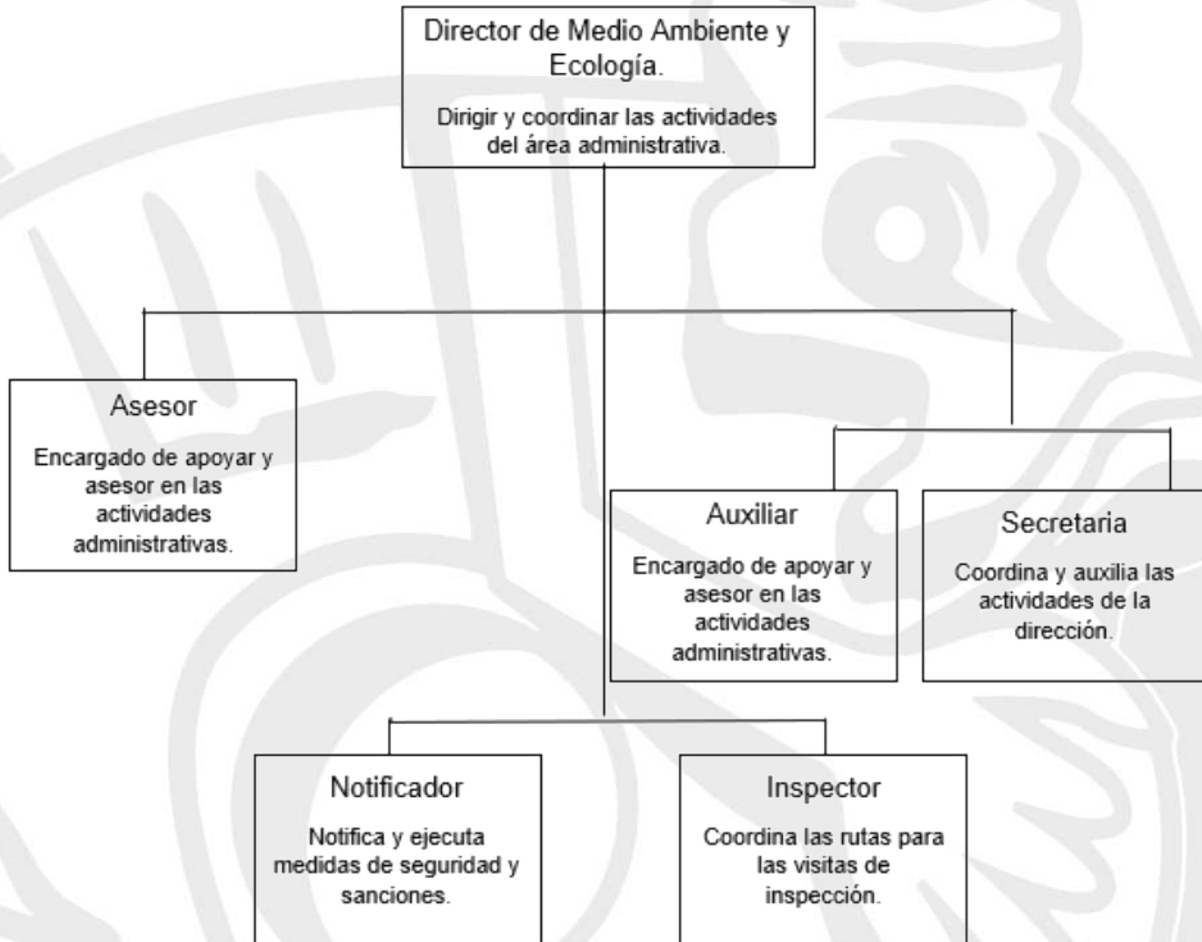 Director de Medio Ambiente y
Ecología.
Dirigir y coordinar las actividades
del área administrativa.
Asesor
Encargado de apoyar y
asesor en las
actividades
administrativas.
Auxiliar
Encargado de apoyar y
asesor en las
actividades
administrativas.
Secretaria
Coordina y auxilia las
actividades de la
dirección.
Notificador
Notifica y ejecuta
medidas de seguridad y
sanciones.
Inspector
Coordina las rutas para
las visitas de
inspección.